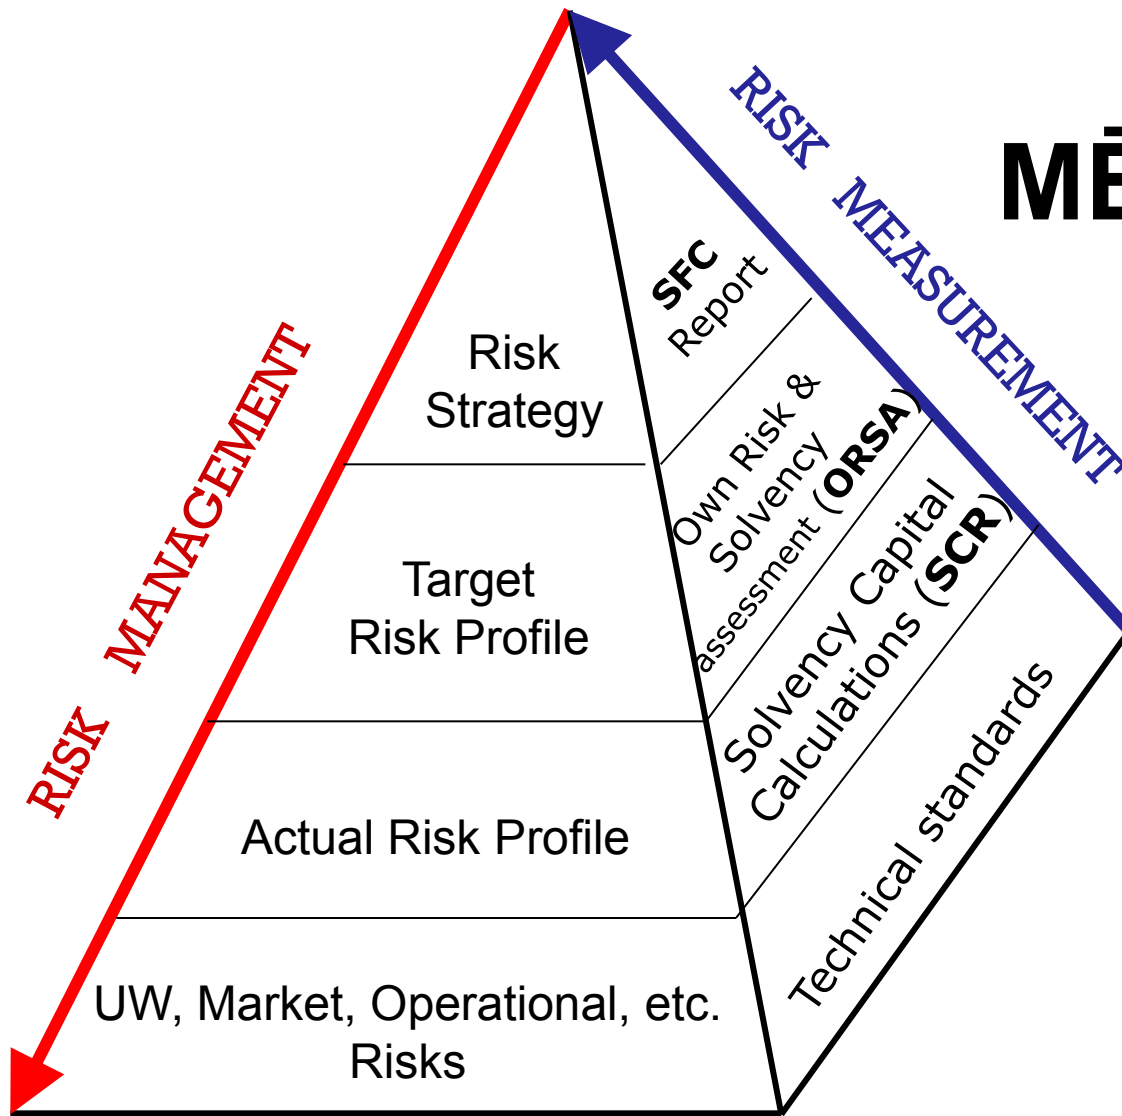 RISK MANAGEMENT
RISK MEASUREMENT
MĒ
Risk
Strategy
Target
Risk Profile
Actual Risk Profile
UW, Market, Operational, etc.
Risks
SFC
Report
Own Risk &
Solvency
assessment (ORSA)
Solvency Capital
Calculations (SCR)
Technical standards